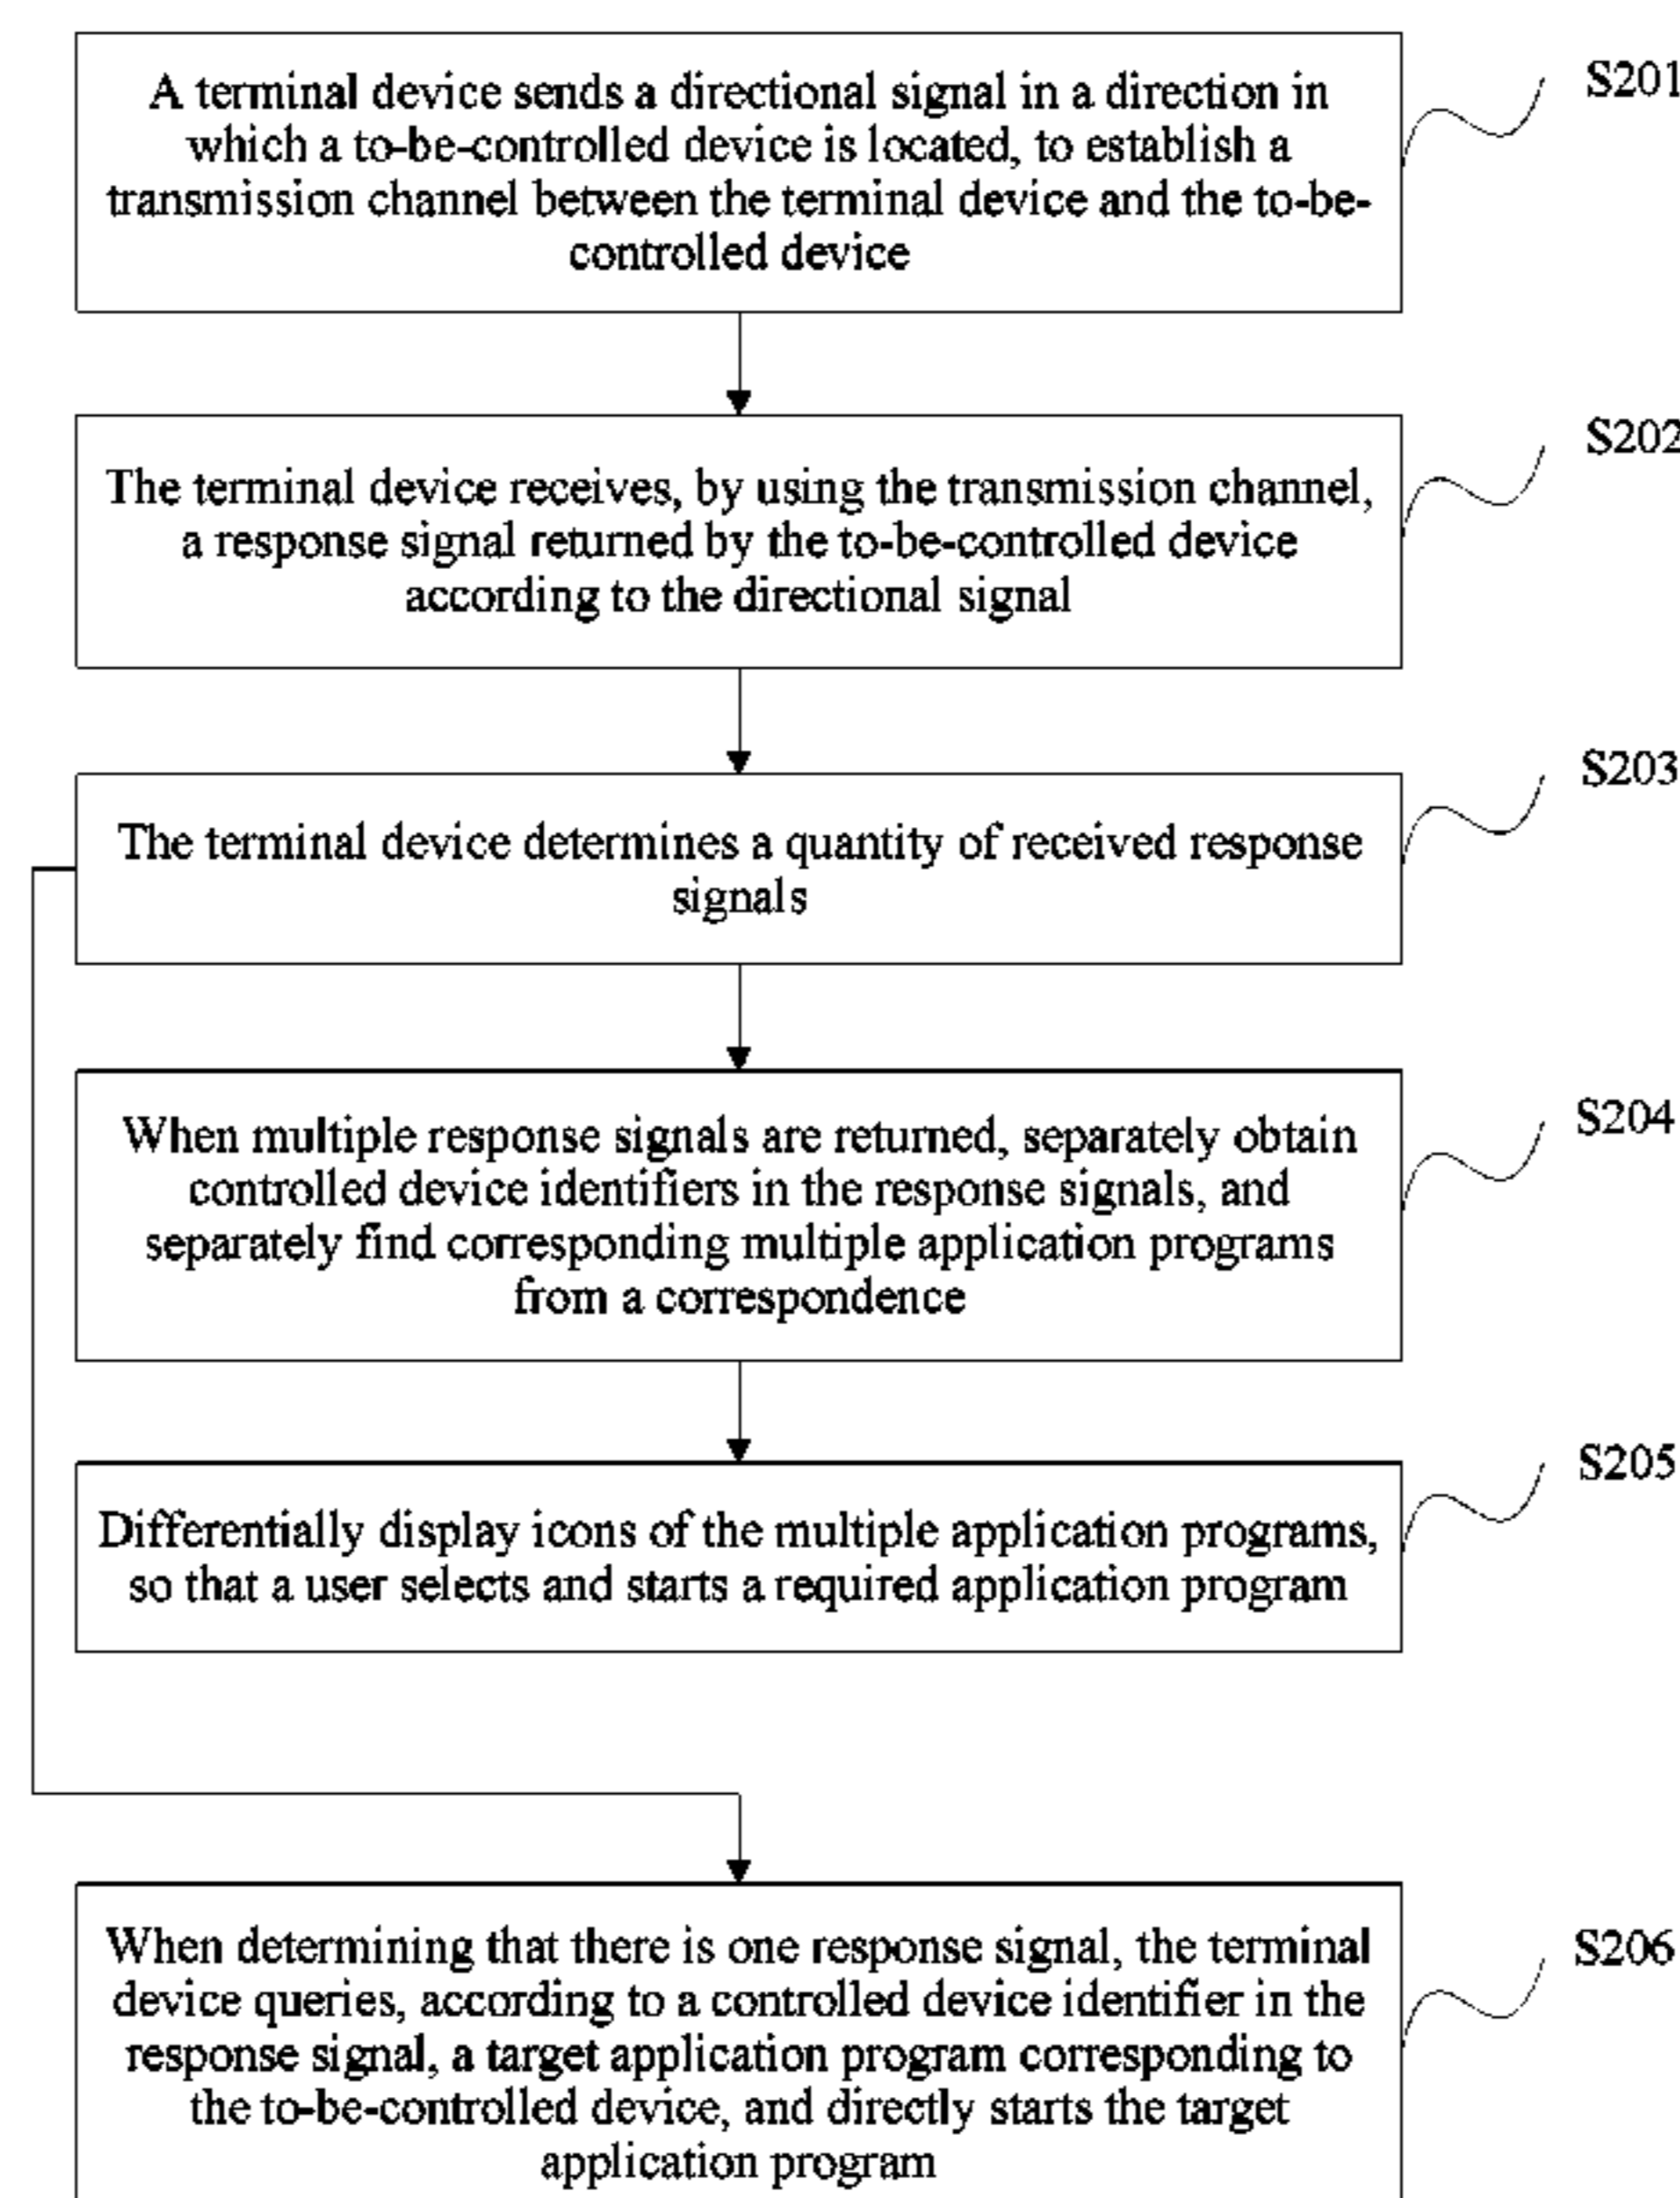 A terminal device sends a directional signal in a direction in
which a to-be-controlled device is located, to establish a
transmission channel between the terminal device and the to-be-
controlled device
S201
The terminal device receives, by using the transmission channel,
a response signal returned by the to-be-controlled device
according to the directional signal
S202
The terminal device determines a quantity of received response
signals
S203
When multiple response signals are returned, separately obtain
controlled device identifiers in the response signals, and
separately find corresponding multiple application programs
from a correspondence
S204
Differentially display icons of the multiple application programs,
so that a user selects and starts a required application program
S205
When determining that there is one response signal, the terminal
device queries, according to a controlled device identifier in the
response signal, a target application program corresponding to
the to-be-controlled device, and directly starts the target
application program
S206